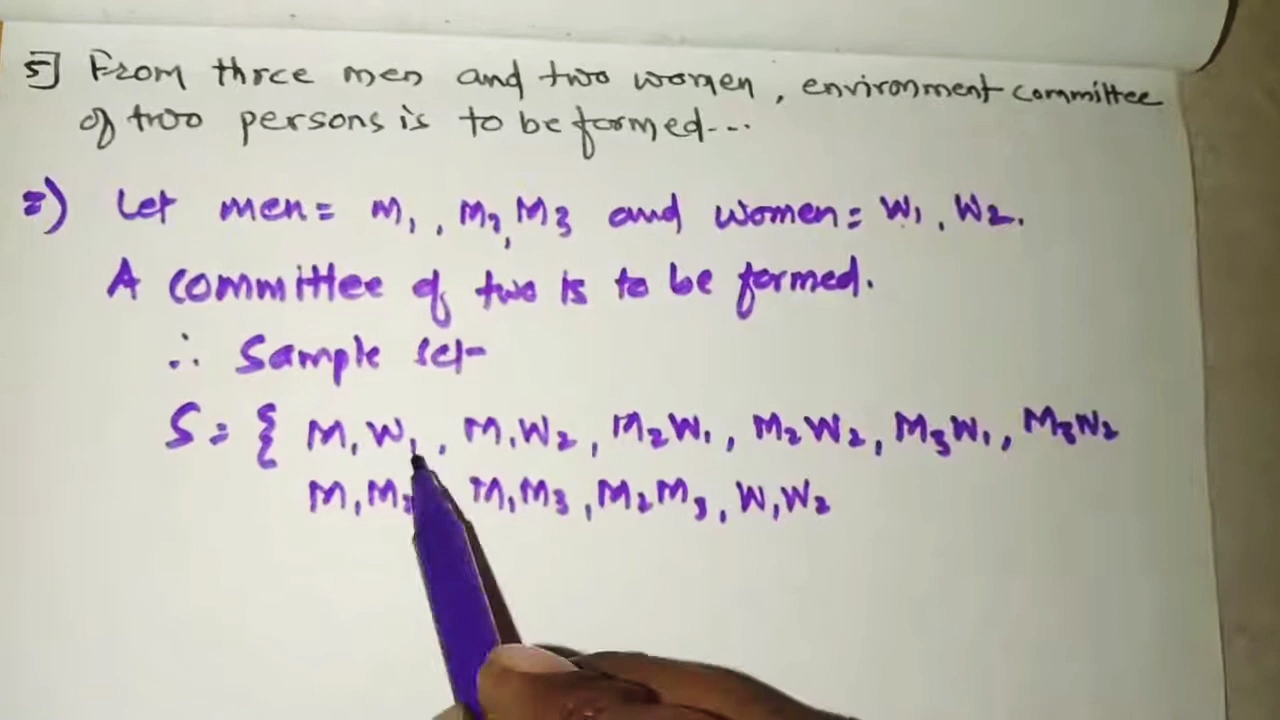 5] From three men and two women, environment committee
of two persons is to be formed...
=) Let men = M1, M2, M3 and women = W1, W2.
A committee of two is to be formed.
∴ Sample set
S = { M1W1, M1W2, M2W1, M2W2, M3W1, M3W2
M1M2 M1M3, M2M3, W1W2